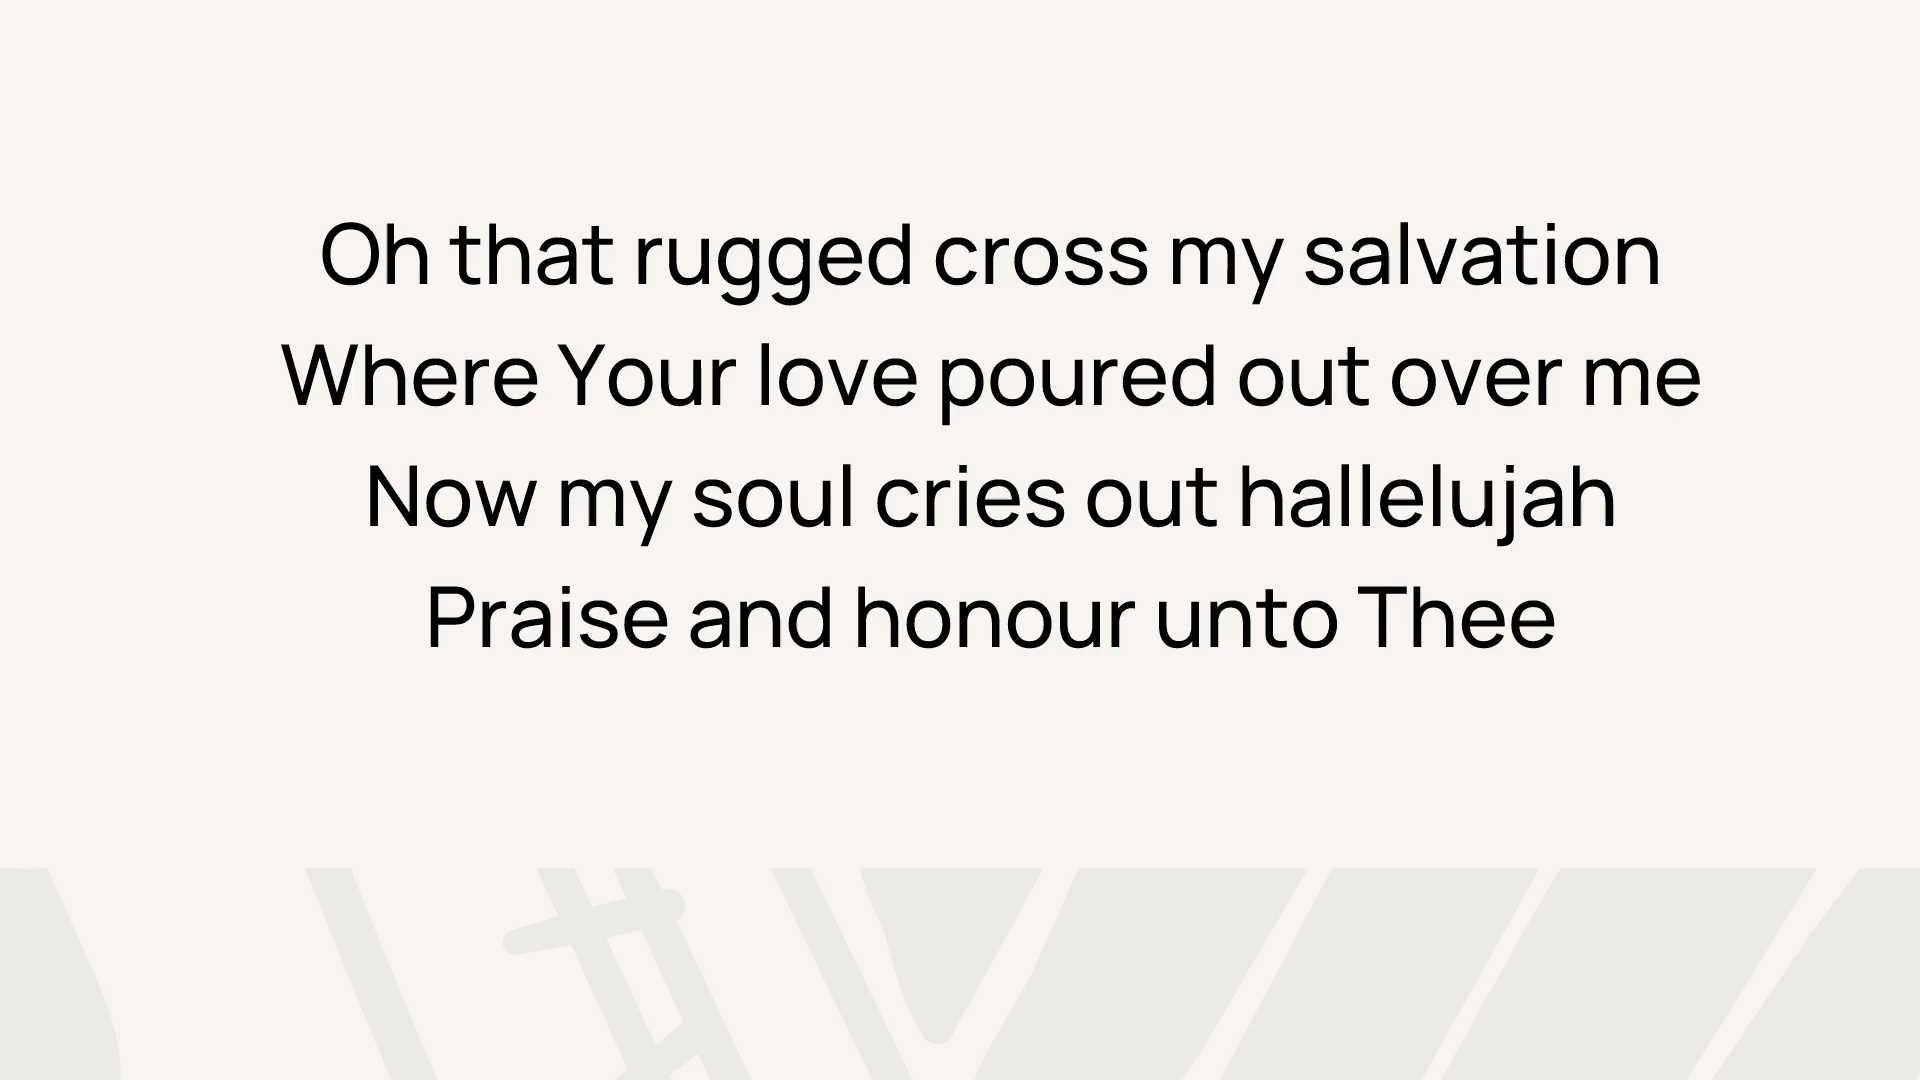 Oh that rugged cross my salvation
Where Your love poured out over me
Now my soul cries out hallelujah
Praise and honour unto Thee